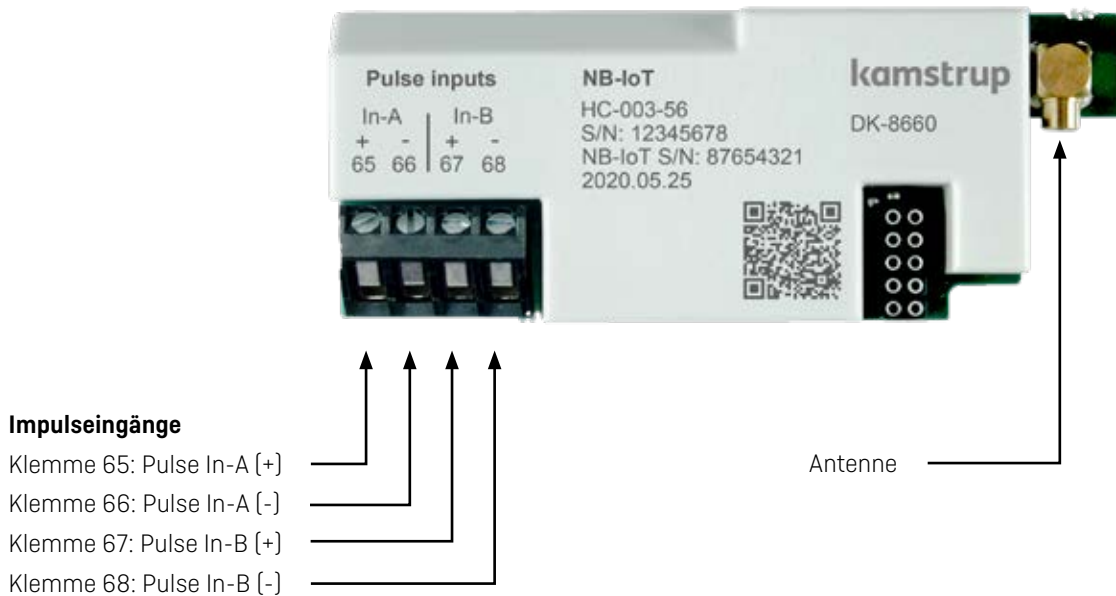 Pulse inputs
In-A | In-B
+ - + -
65 66 67 68
NB-IoT
HC-003-56
S/N: 12345678
NB-IoT S/N: 87654321
2020.05.25
kamstrup
DK-8660
Impulseingänge
Klemme 65: Pulse In-A (+)
Klemme 66: Pulse In-A (-)
Klemme 67: Pulse In-B (+)
Klemme 68: Pulse In-B (-)
Antenne